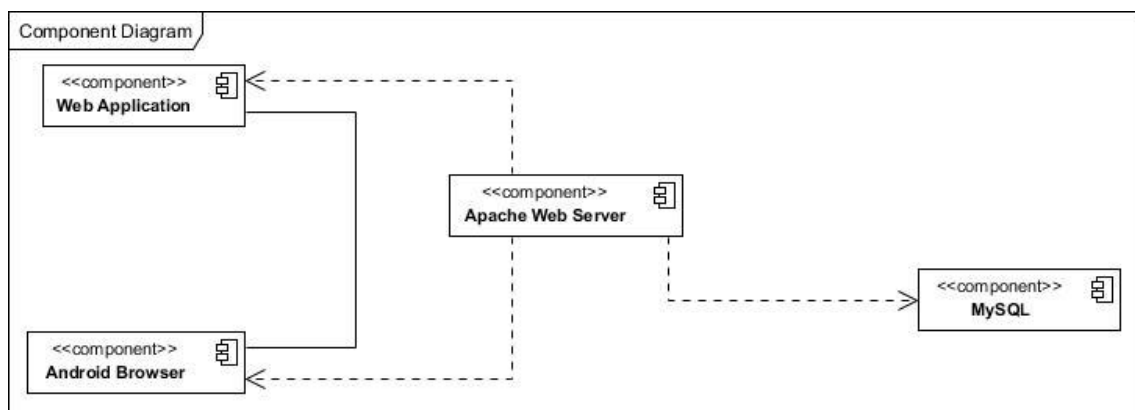 Component Diagram
<<component>>
Web Application
<<component>>
Apache Web Server
<<component>>
MySQL
<<component>>
Android Browser